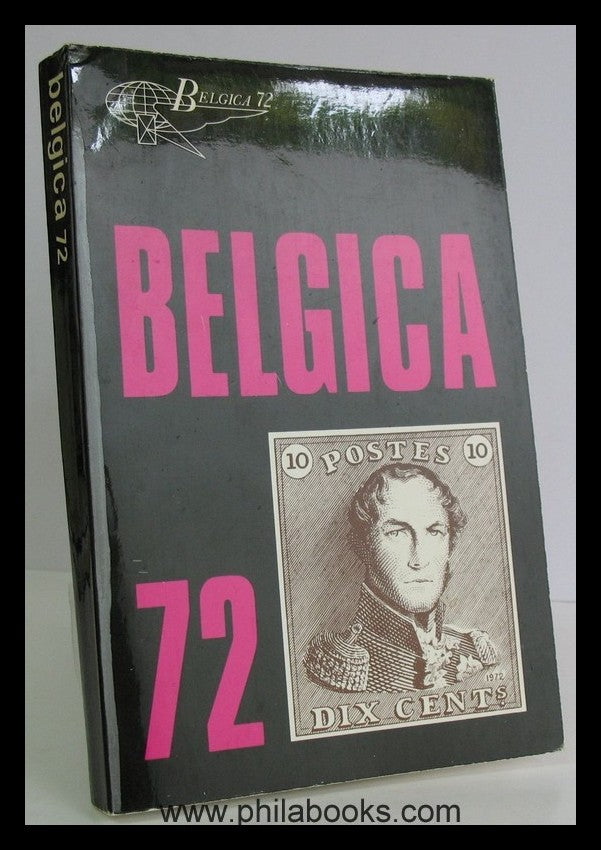 belgica 72
BELGICA 72
BELGICA
10 POSTES 10
72
1972
DIX CENTS
www.philabooks.com